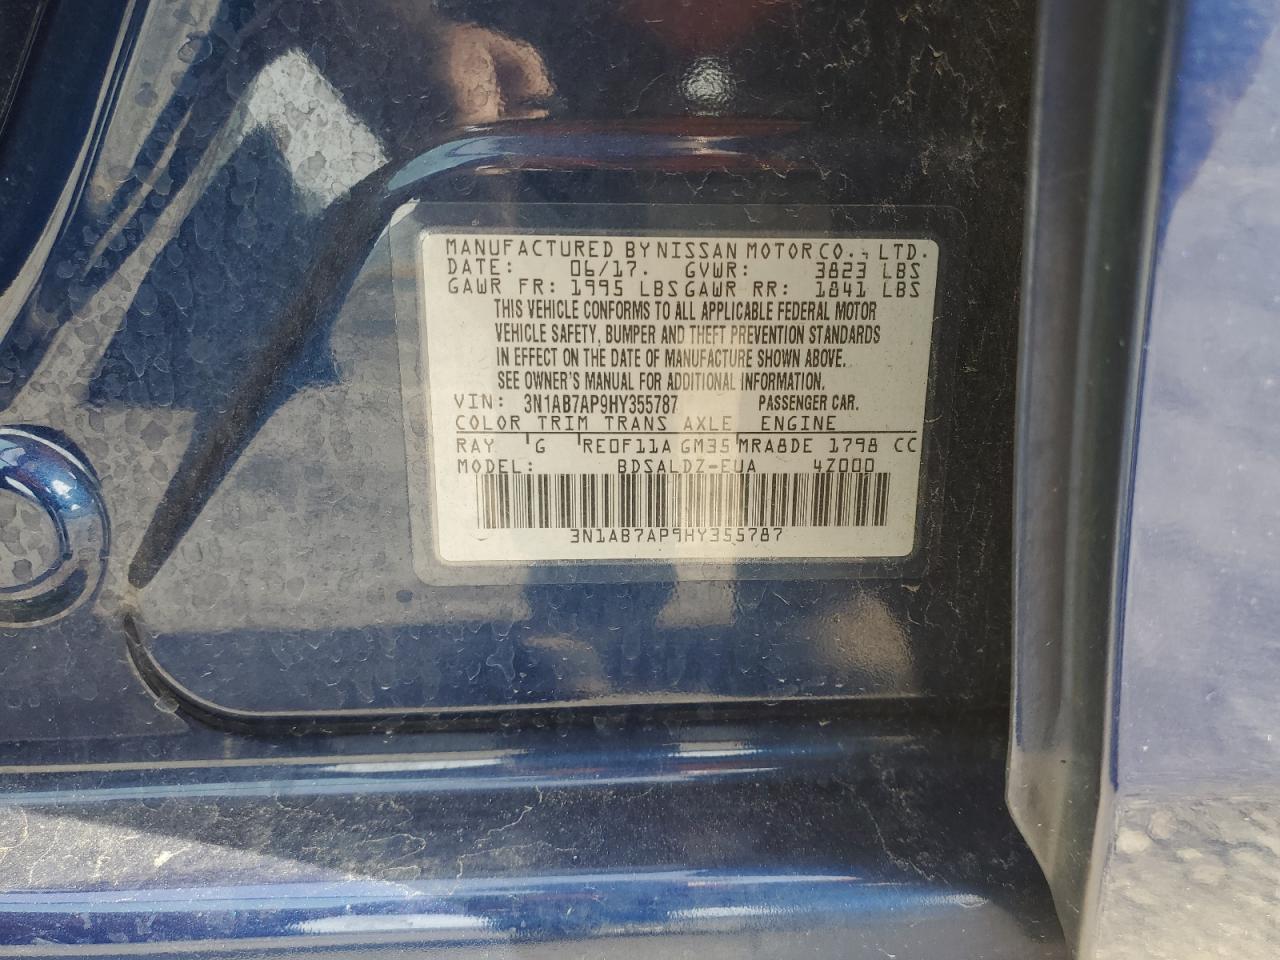 MANUFACTURED BY NISSAN MOTOR CO., LTD.
DATE: 06/17. GVWR: 3823 LBS
GAWR FR: 1995 LBS GAWR RR: 1841 LBS
THIS VEHICLE CONFORMS TO ALL APPLICABLE FEDERAL MOTOR
VEHICLE SAFETY, BUMPER AND THEFT PREVENTION STANDARDS
IN EFFECT ON THE DATE OF MANUFACTURE SHOWN ABOVE.
SEE OWNER'S MANUAL FOR ADDITIONAL INFORMATION.
VIN: 3N1AB7AP9HY355787 PASSENGER CAR.
COLOR TRIM TRANS AXLE ENGINE
RAY G RE0F11A GM35 MRA8DE 1798 CC
MODEL: BDSALDZ-EUA 4Z000
3N1AB7AP9HY355787